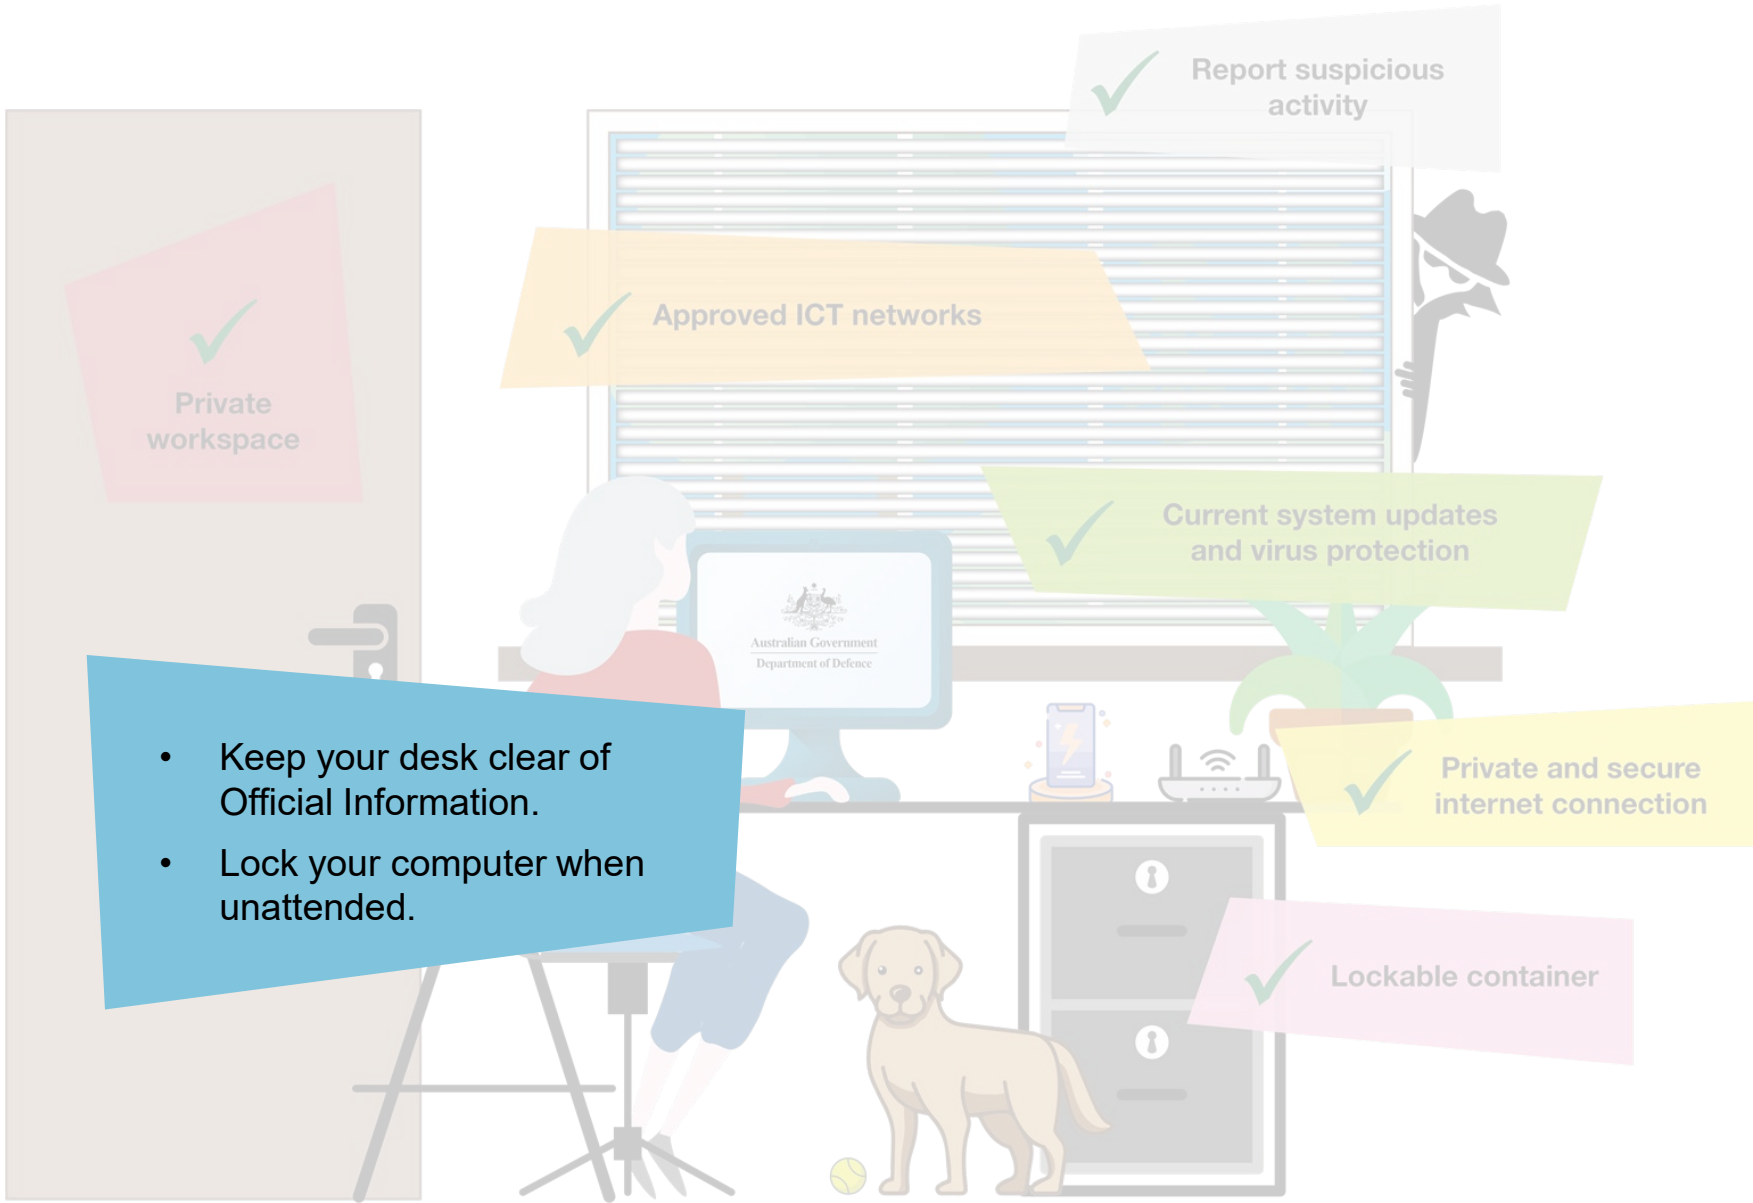 Report suspicious
activity
Approved ICT networks
Private
workspace
Current system updates
and virus protection
Australian Government
Department of Defence
• Keep your desk clear of
Official Information.
• Lock your computer when
unattended.
Private and secure
internet connection
Lockable container